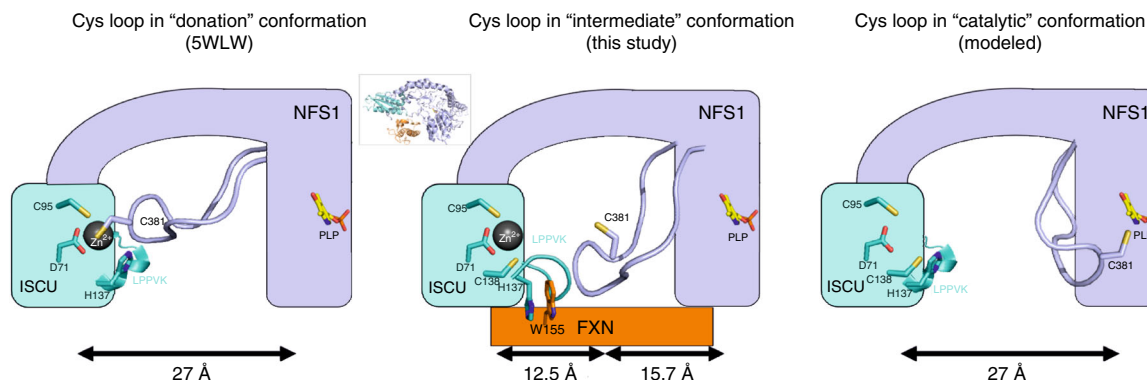 Cys loop in “donation” conformation
(5WLW)
NFS1
C95
C381
Zn2+
D71
LPPVK
H137
ISCU
PLP
27 Å
Cys loop in “intermediate” conformation
(this study)
NFS1
C95
C381
Zn2+
LPPVK
D71
C138
H137
ISCU
PLP
W155
FXN
12.5 Å
15.7 Å
Cys loop in “catalytic” conformation
(modeled)
NFS1
C95
D71
C138
LPPVK
H137
ISCU
C381
PLP
27 Å